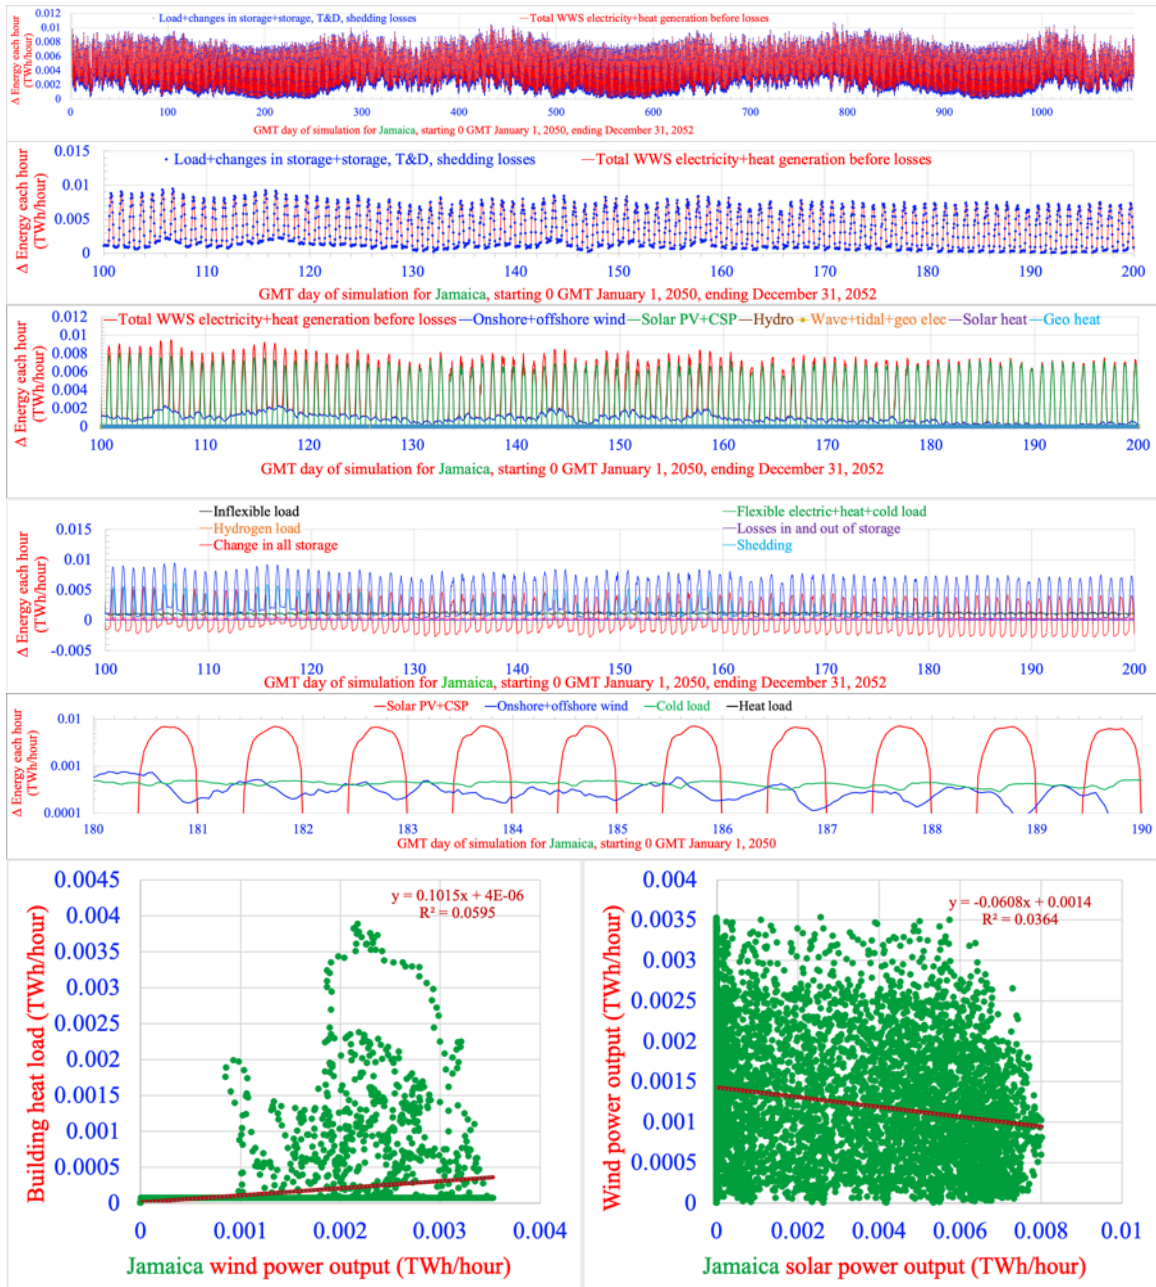 Load+changes in storage+storage, T&D, shedding losses
Total WWS electricity+heat generation before losses
Δ Energy each hour
(TWh/hour)
0.012
0.01
0.008
0.006
0.004
0.002
0
0 100 200 300 400 500 600 700 800 900 1000
GMT day of simulation for Jamaica, starting 0 GMT January 1, 2050, ending December 31, 2052
Load+changes in storage+storage, T&D, shedding losses
Total WWS electricity+heat generation before losses
Δ Energy each hour
(TWh/hour)
0.015
0.01
0.005
0
100 110 120 130 140 150 160 170 180 190 200
GMT day of simulation for Jamaica, starting 0 GMT January 1, 2050, ending December 31, 2052
Total WWS electricity+heat generation before losses Onshore+offshore wind Solar PV+CSP Hydro Wave+tidal+geo elec Solar heat Geo heat
Δ Energy each hour
(TWh/hour)
0.012
0.01
0.008
0.006
0.004
0.002
0
100 110 120 130 140 150 160 170 180 190 200
GMT day of simulation for Jamaica, starting 0 GMT January 1, 2050, ending December 31, 2052
Inflexible load Flexible electric+heat+cold load
Hydrogen load Losses in and out of storage
Change in all storage Shedding
Δ Energy each hour
(TWh/hour)
0.015
0.01
0.005
0
-0.005
100 110 120 130 140 150 160 170 180 190 200
GMT day of simulation for Jamaica, starting 0 GMT January 1, 2050, ending December 31, 2052
Solar PV+CSP Onshore+offshore wind Cold load Heat load
Δ Energy each hour
(TWh/hour)
0.01
0.001
0.0001
180 181 182 183 184 185 186 187 188 189 190
GMT day of simulation for Jamaica, starting 0 GMT January 1, 2050
Building heat load (TWh/hour)
0.0045
0.004
0.0035
0.003
0.0025
0.002
0.0015
0.001
0.0005
0
y = 0.1015x + 4E-06
R² = 0.0595
0 0.001 0.002 0.003 0.004
Jamaica wind power output (TWh/hour)
Wind power output (TWh/hour)
0.004
0.0035
0.003
0.0025
0.002
0.0015
0.001
0.0005
0
y = -0.0608x + 0.0014
R² = 0.0364
0 0.002 0.004 0.006 0.008 0.01
Jamaica solar power output (TWh/hour)